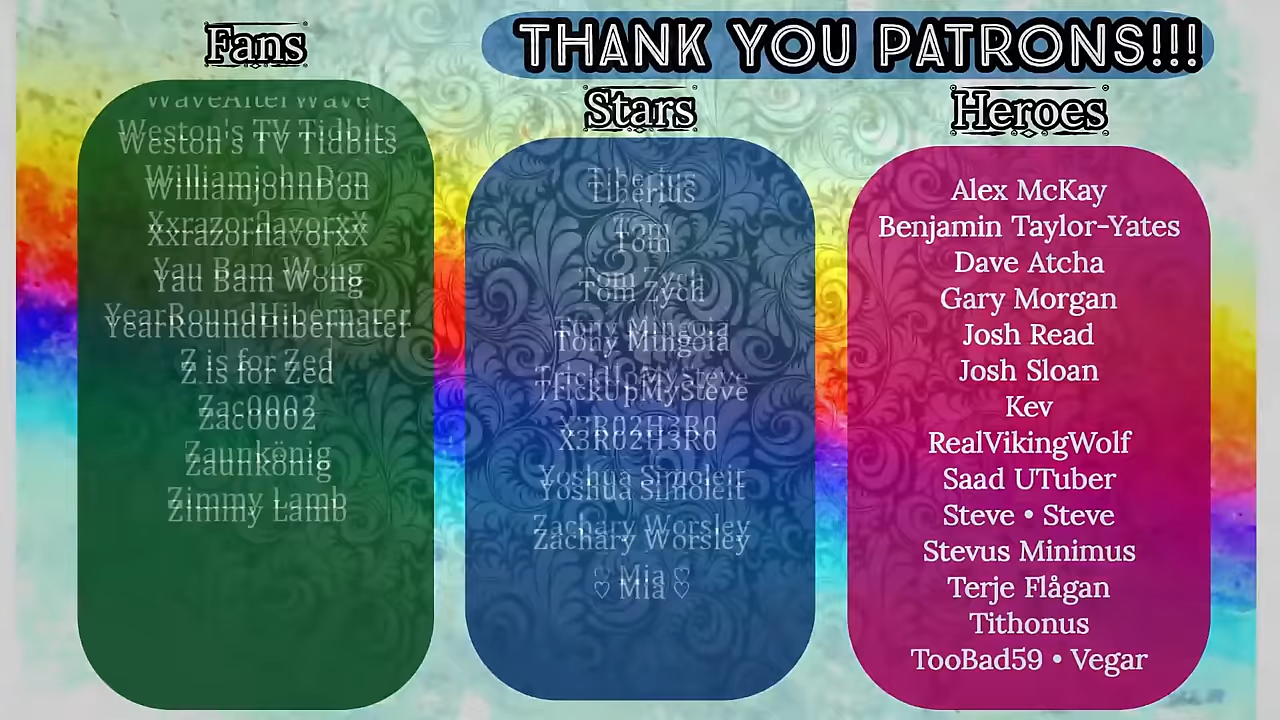 Fans
THANK YOU PATRONS!!!
Stars
Heroes
WaveAfterWave
Weston's TV Tidbits
WilliamjohnDon
XxrazorflavorxX
Yau Bam Wong
YearRoundHibernater
Z is for Zed
Zac0002
Zaunkönig
Zimmy Lamb
Tiberius
Tom
Tom Zych
Tony Mingoia
TrickUpMySteve
X3R02H3R0
Yoshua Simoleit
Zachary Worsley
♡ Mia ♡
Alex McKay
Benjamin Taylor-Yates
Dave Atcha
Gary Morgan
Josh Read
Josh Sloan
Kev
RealVikingWolf
Saad UTuber
Steve • Steve
Stevus Minimus
Terje Flågan
Tithonus
TooBad59 • Vegar